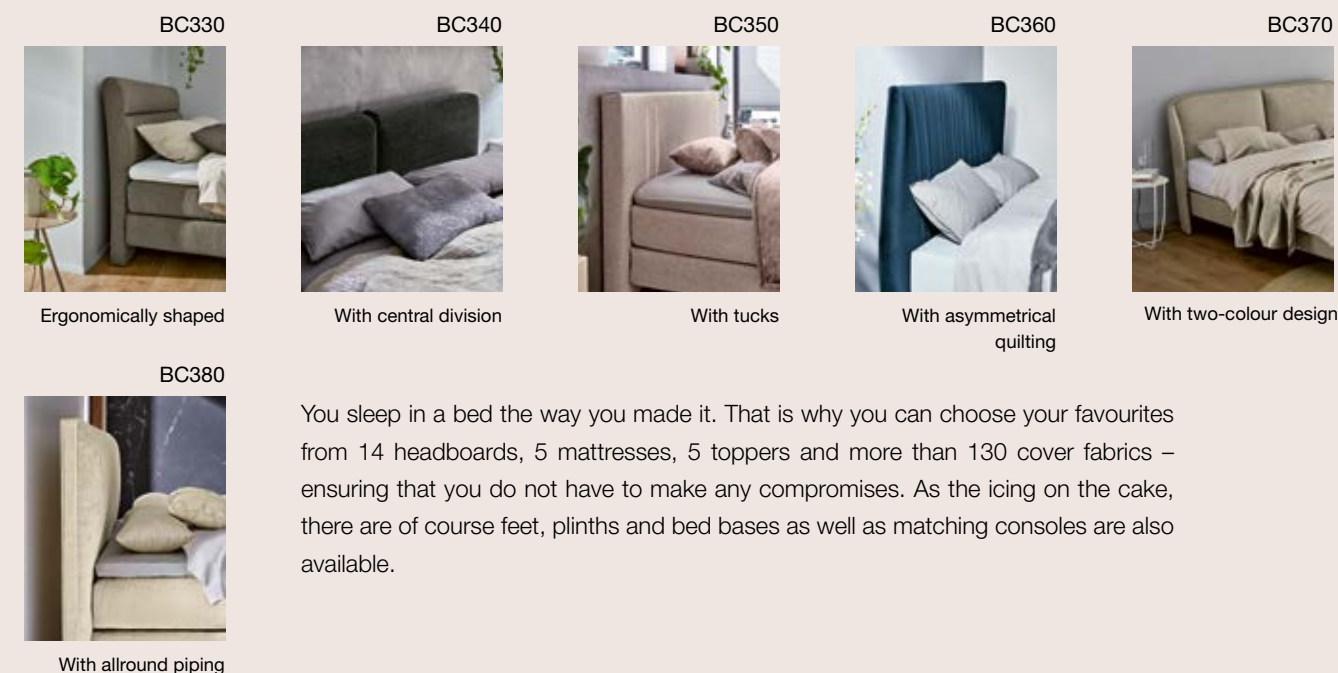 BC330
BC340
BC350
BC360
BC370
Ergonomically shaped
With central division
With tucks
With asymmetrical
quilting
With two-colour design
BC380
With allround piping
You sleep in a bed the way you made it. That is why you can choose your favourites
from 14 headboards, 5 mattresses, 5 toppers and more than 130 cover fabrics –
ensuring that you do not have to make any compromises. As the icing on the cake,
there are of course feet, plinths and bed bases as well as matching consoles are also
available.